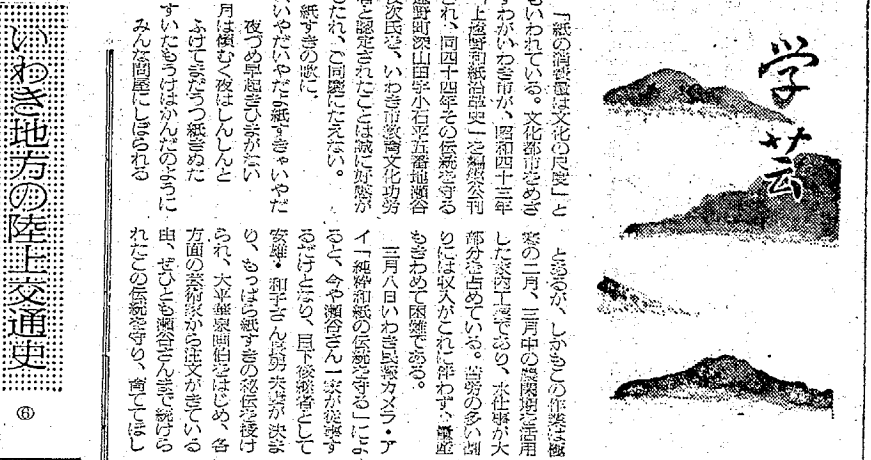 学芸
「紙の消費量は文化の尺度」と
もいわれている。文化都市をめざ
すわがいわき市が、昭和四十三年
「上遠野和紙沿革史」を編纂公刊
され、同四十四年その伝統を守る
遠野町深山田字小石平五番地瀬谷
次氏を、いわき市教育文化功労
者と認定されたことは誠に好感が
もたれ、ご同慶にたえない。
紙すきの歌に、
いやだいやだよ紙すきゃいやだ
夜づめ早起きひまがない
月は慎むく夜はしんしんと
ふけてまだうつ紙きぬた
すいたもうけはかんだのように
みんな問屋にしぼられる
とあるが、しかもこの作業は極
寒の二月、三月中の農閑期を活用
した家内工業であり、水仕事が大
部分を占めている。苦労の多い割
りには収入がこれに伴わず、量産
もきわめて困難である。
三月八日いわき民報カメラ・ア
イ「純粋和紙の伝統を守る」によ
ると、今や瀬谷さん一家が従事す
るだけとなり、目下後継者として
安雄・和子さん長男夫妻が決ま
り、もっぱら紙すきの秘伝を授け
られ、大平華泉画伯をはじめ、各
方面の芸術家から注文がきている
由、ぜひとも瀬谷さんまで続けら
れたこの伝統を守り、育ててほし
いわき地方の陸上交通史
⑥